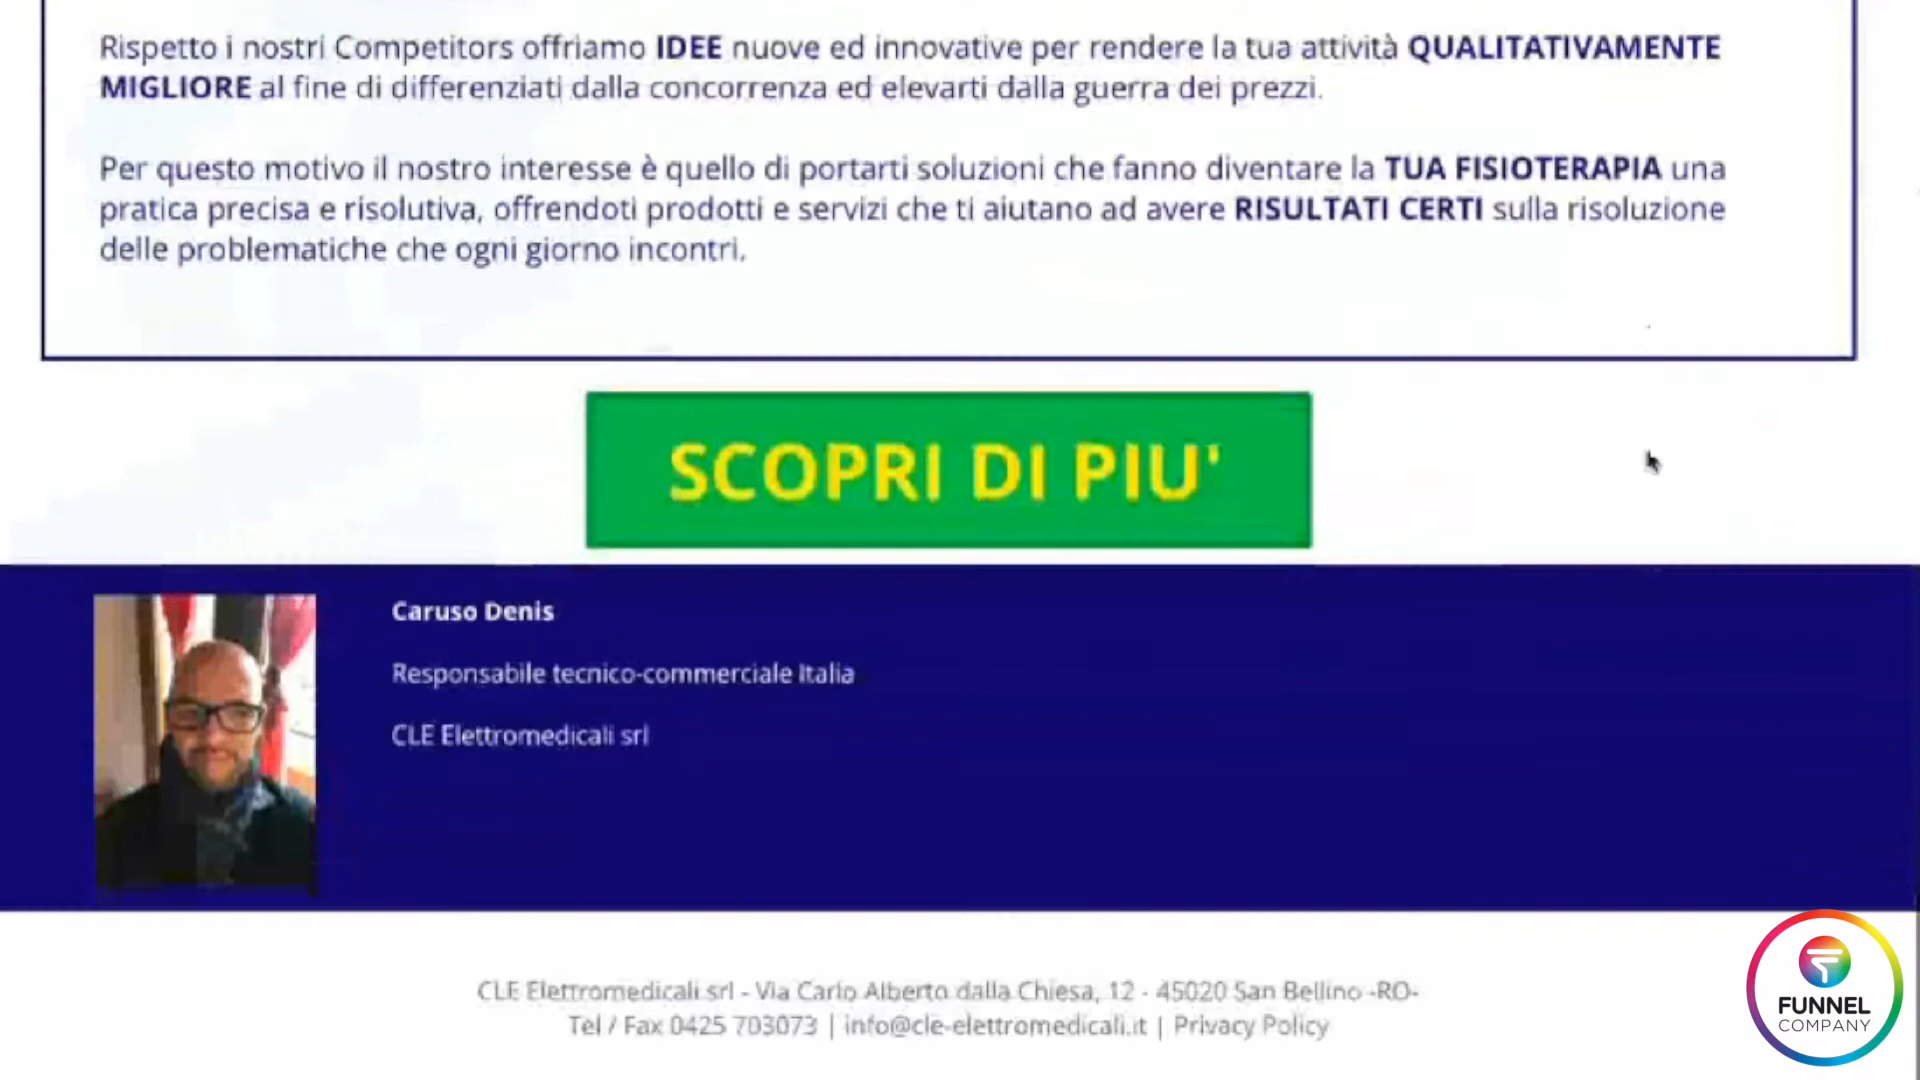 Rispetto i nostri Competitors offriamo IDEE nuove ed innovative per rendere la tua attività QUALITATIVAMENTE
MIGLIORE al fine di differenziati dalla concorrenza ed elevarti dalla guerra dei prezzi.
Per questo motivo il nostro interesse è quello di portarti soluzioni che fanno diventare la TUA FISIOTERAPIA una
pratica precisa e risolutiva, offrendoti prodotti e servizi che ti aiutano ad avere RISULTATI CERTI sulla risoluzione
delle problematiche che ogni giorno incontri.
SCOPRI DI PIU'
Caruso Denis
Responsabile tecnico-commerciale Italia
CLE Elettromedicali srl
CLE Elettromedicali srl - Via Carlo Alberto dalla Chiesa, 12 - 45020 San Bellino -RO-
Tel / Fax 0425 703073 | info@cle-elettromedicali.it | Privacy Policy
FUNNEL
COMPANY